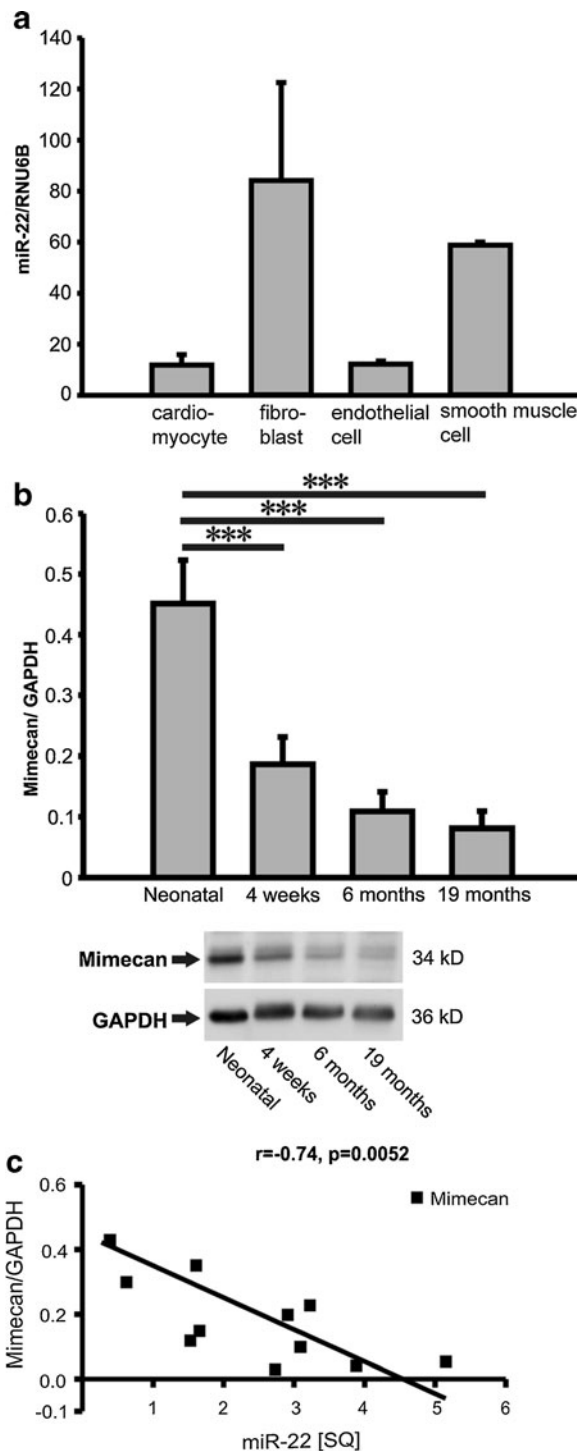 a
miR-22/RNU6B
140
120
100
80
60
40
20
0
cardio-
myocyte
fibro-
blast
endothelial
cell
smooth muscle
cell
b
Mimecan/ GAPDH
***
***
***
0.6
0.5
0.4
0.3
0.2
0.1
0
Neonatal 4 weeks 6 months 19 months
Mimecan 34 kD
GAPDH 36 kD
Neonatal
4 weeks
6 months
19 months
c
r=-0.74, p=0.0052
Mimecan/GAPDH
Mimecan
0.6
0.4
0.2
0.0
-0.1
1 2 3 4 5 6
miR-22 [SQ]